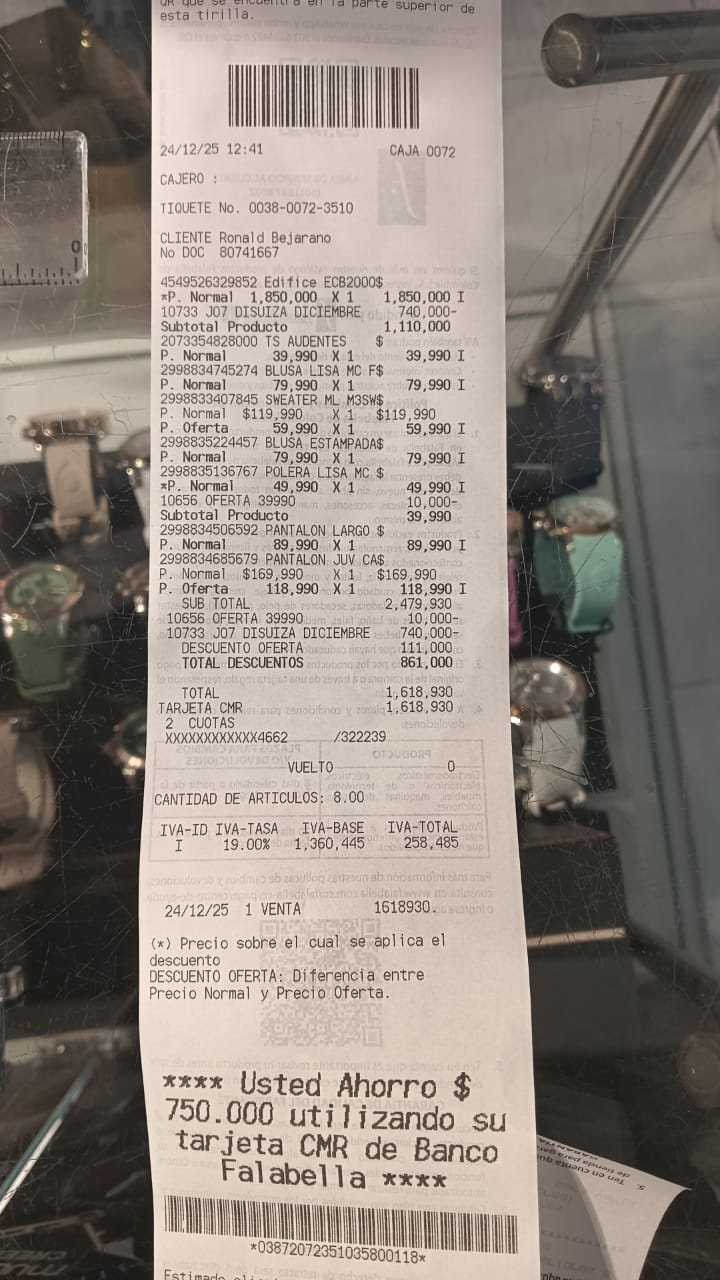 QR que se encuentra en la parte superior de
esta tirilla.
24/12/25 12:41 CAJA 0072
CAJERO :
TIQUETE No. 0038-0072-3510
CLIENTE Ronald Bejarano
No DOC 80741667
4549526329852 Edifice ECB2000$
*P. Normal 1,850,000 X 1 1,850,000 I
10733 J07 DISUIZA DICIEMBRE 740,000-
Subtotal Producto 1,110,000
2073354828000 TS AUDENTES $
P. Normal 39,990 X 1 39,990 I
2998834745274 BLUSA LISA MC F$
P. Normal 79,990 X 1 79,990 I
2998833407845 SWEATER ML M3SW$
P. Normal $119,990 X 1 $119,990
P. Oferta 59,990 X 1 59,990 I
2998835224457 BLUSA ESTAMPADA$
P. Normal 79,990 X 1 79,990 I
2998835136767 POLERA LISA MC $
*P. Normal 49,990 X 1 49,990 I
10656 OFERTA 39990 10,000-
Subtotal Producto 39,990
2998834506592 PANTALON LARGO $
P. Normal 89,990 X 1 89,990 I
2998834685679 PANTALON JUV CA$
P. Normal $169,990 X 1 $169,990
P. Oferta 118,990 X 1 118,990 I
SUB TOTAL 2,479,930
10656 OFERTA 39990 10,000-
10733 J07 DISUIZA DICIEMBRE 740,000-
DESCUENTO OFERTA 111,000
TOTAL DESCUENTOS 861,000
TOTAL 1,618,930
TARJETA CMR 1,618,930
2 CUOTAS
XXXXXXXXXXXX4662 /322239
VUELTO 0
CANTIDAD DE ARTICULOS: 8.00
IVA-ID IVA-TASA IVA-BASE IVA-TOTAL
I 19.00% 1,360,445 258,485
24/12/25 1 VENTA 1618930.
(*) Precio sobre el cual se aplica el
descuento
DESCUENTO OFERTA: Diferencia entre
Precio Normal y Precio Oferta.
**** Usted Ahorro $
750.000 utilizando su
tarjeta CMR de Banco
Falabella ****
*03872072351035800118*